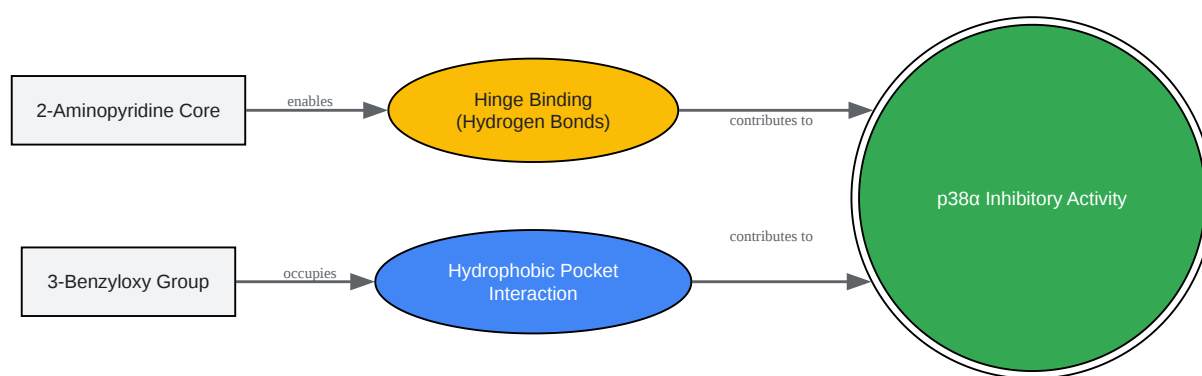 2-Aminopyridine Core
enables
Hinge Binding
(Hydrogen Bonds)
contributes to
p38α Inhibitory Activity
3-Benzyloxy Group
occupies
Hydrophobic Pocket
Interaction
contributes to